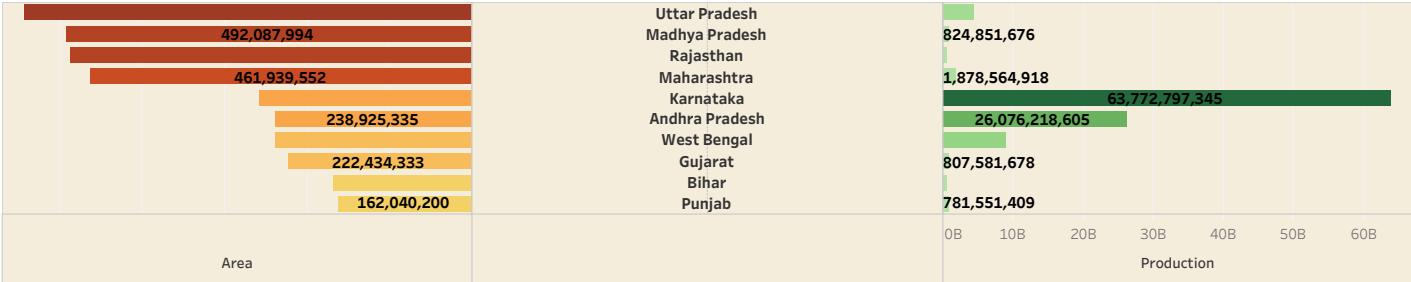 Uttar Pradesh
492,087,994 Madhya Pradesh 824,851,676
Rajasthan
461,939,552 Maharashtra 1,878,564,918
Karnataka 63,772,797,345
238,925,335 Andhra Pradesh 26,076,218,605
West Bengal
222,434,333 Gujarat 807,581,678
Bihar
162,040,200 Punjab 781,551,409
0B 10B 20B 30B 40B 50B 60B
Area Production